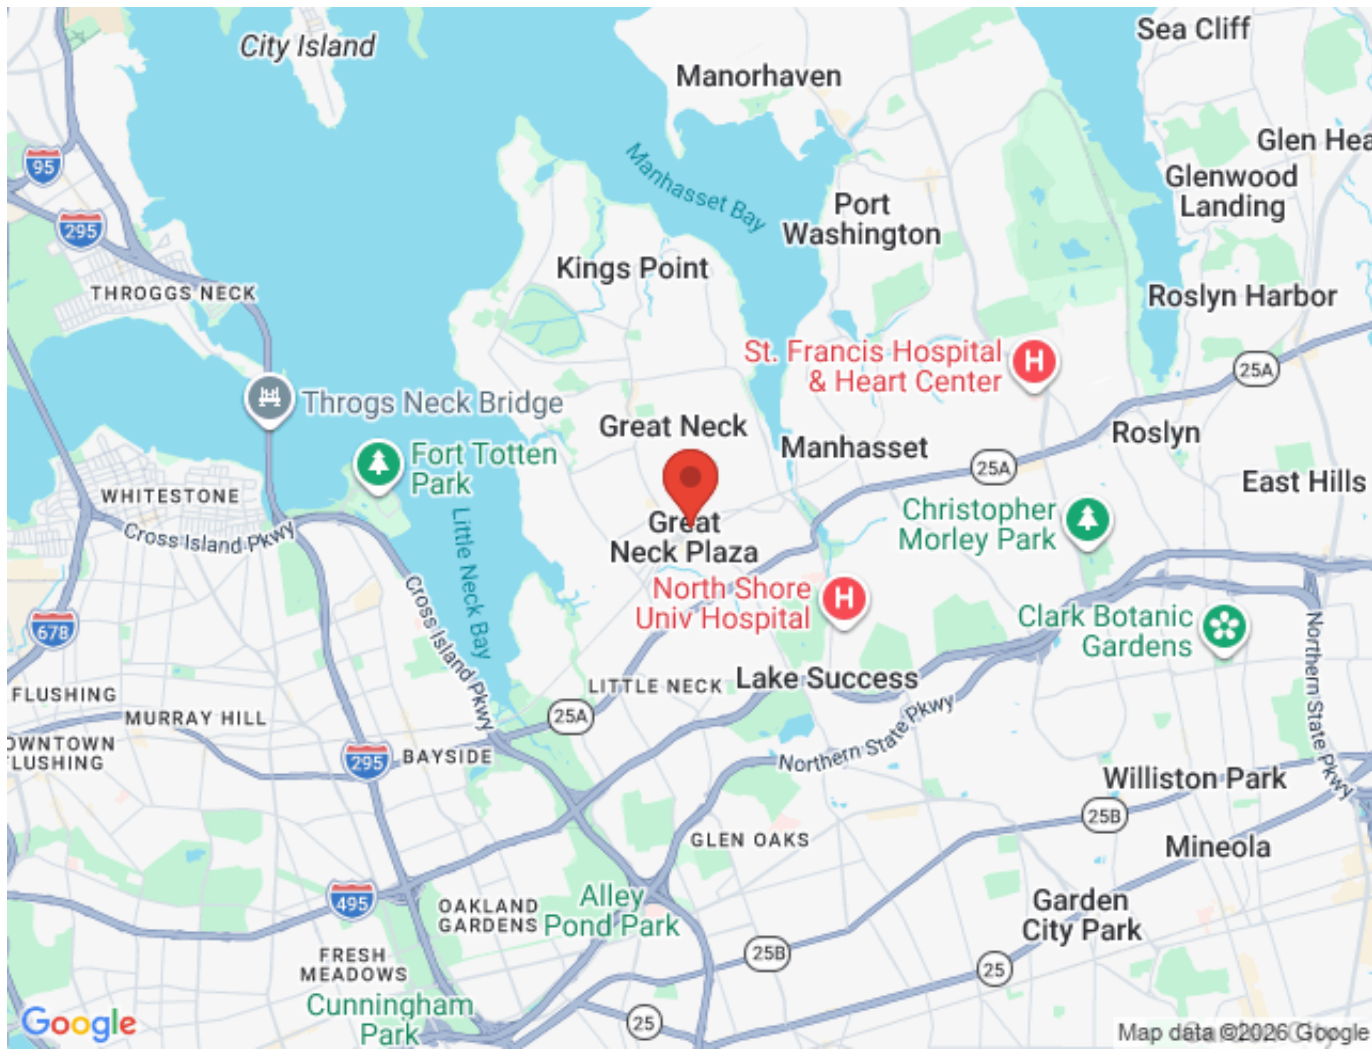 City Island
Sea Cliff
Manorhaven
Glen Hea
95
Manhasset Bay
Glenwood
Landing
Port
Washington
295
Kings Point
THROGGS NECK
Roslyn Harbor
St. Francis Hospital
& Heart Center
H
25A
Throgs Neck Bridge
Great Neck
Manhasset
Roslyn
Fort Totten
Park
25A
East Hills
WHITESTONE
Cross Island Pkwy
Little Neck Bay
Great
Neck Plaza
Christopher
Morley Park
North Shore
Univ Hospital
H
Cross Island Pkwy
678
Clark Botanic
Gardens
Northern State Pkwy
FLUSHING
LITTLE NECK
Lake Success
MURRAY HILL
25A
Northern State Pkwy
OWNTOWN
FLUSHING
295
BAYSIDE
Williston Park
25B
GLEN OAKS
Mineola
495
OAKLAND
GARDENS
Alley
Pond Park
Garden
City Park
FRESH
MEADOWS
25B
25
Cunningham
Park
25
Google
Map data ©2026 Google